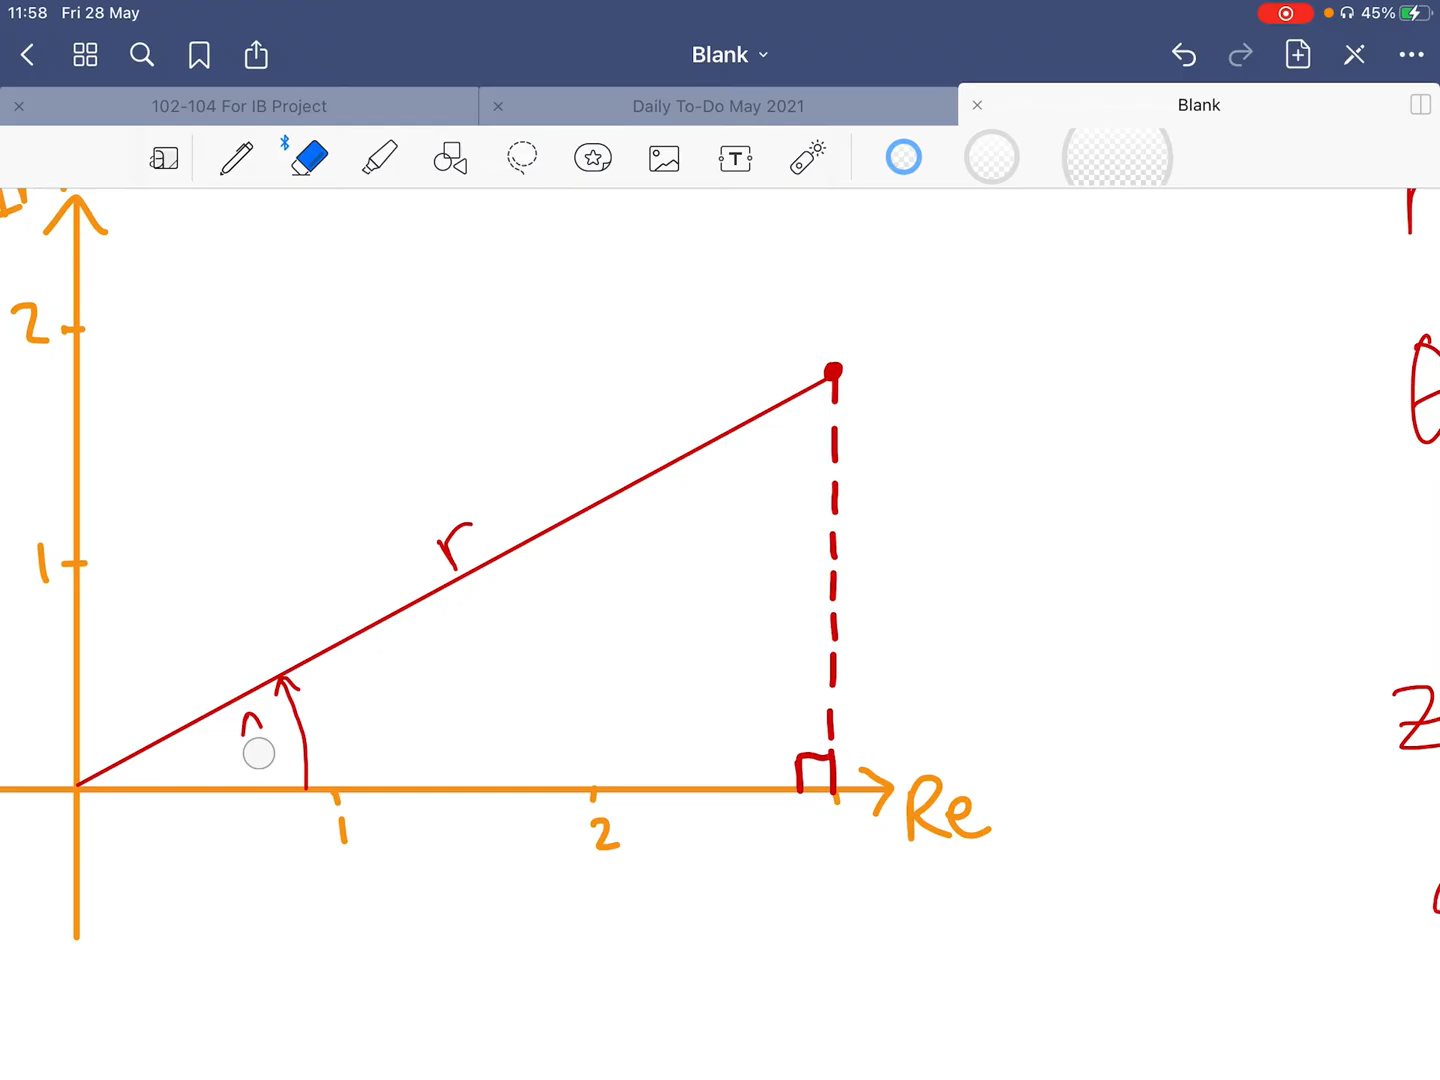 11:58 Fri 28 May 45%
Blank
102-104 For IB Project Daily To-Do May 2021 Blank
T
2
θ
r
1
z
Re
1 2